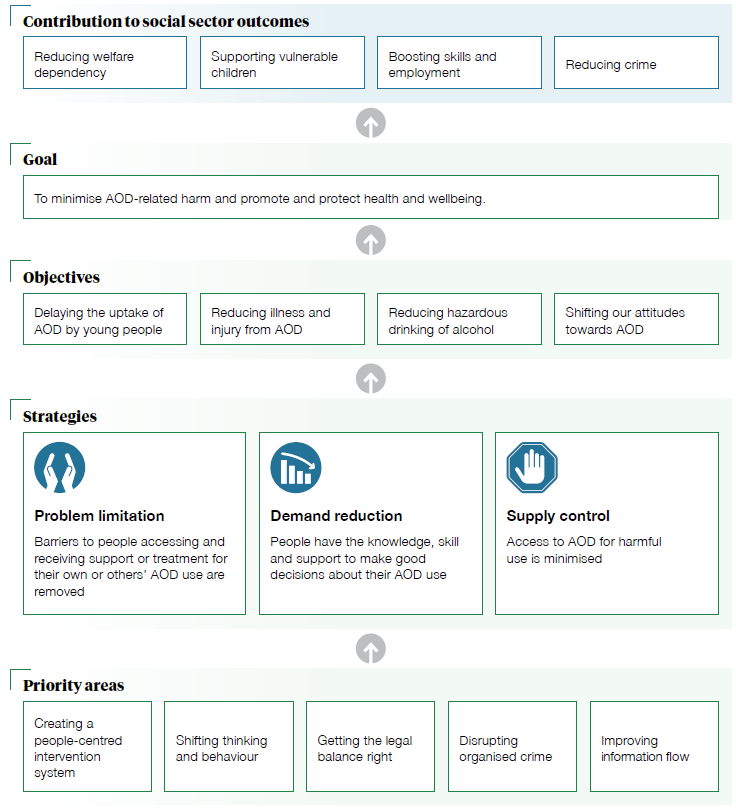 Contribution to social sector outcomes
Reducing welfare
dependency
Supporting vulnerable
children
Boosting skills and
employment
Reducing crime
Goal
To minimise AOD-related harm and promote and protect health and wellbeing.
Objectives
Delaying the uptake of
AOD by young people
Reducing illness and
injury from AOD
Reducing hazardous
drinking of alcohol
Shifting our attitudes
towards AOD
Strategies
Problem limitation
Barriers to people accessing and
receiving support or treatment for
their own or others' AOD use are
removed
Demand reduction
People have the knowledge, skill
and support to make good
decisions about their AOD use
Supply control
Access to AOD for harmful
use is minimised
Priority areas
Creating a
people-centred
intervention
system
Shifting thinking
and behaviour
Getting the legal
balance right
Disrupting
organised crime
Improving
information flow